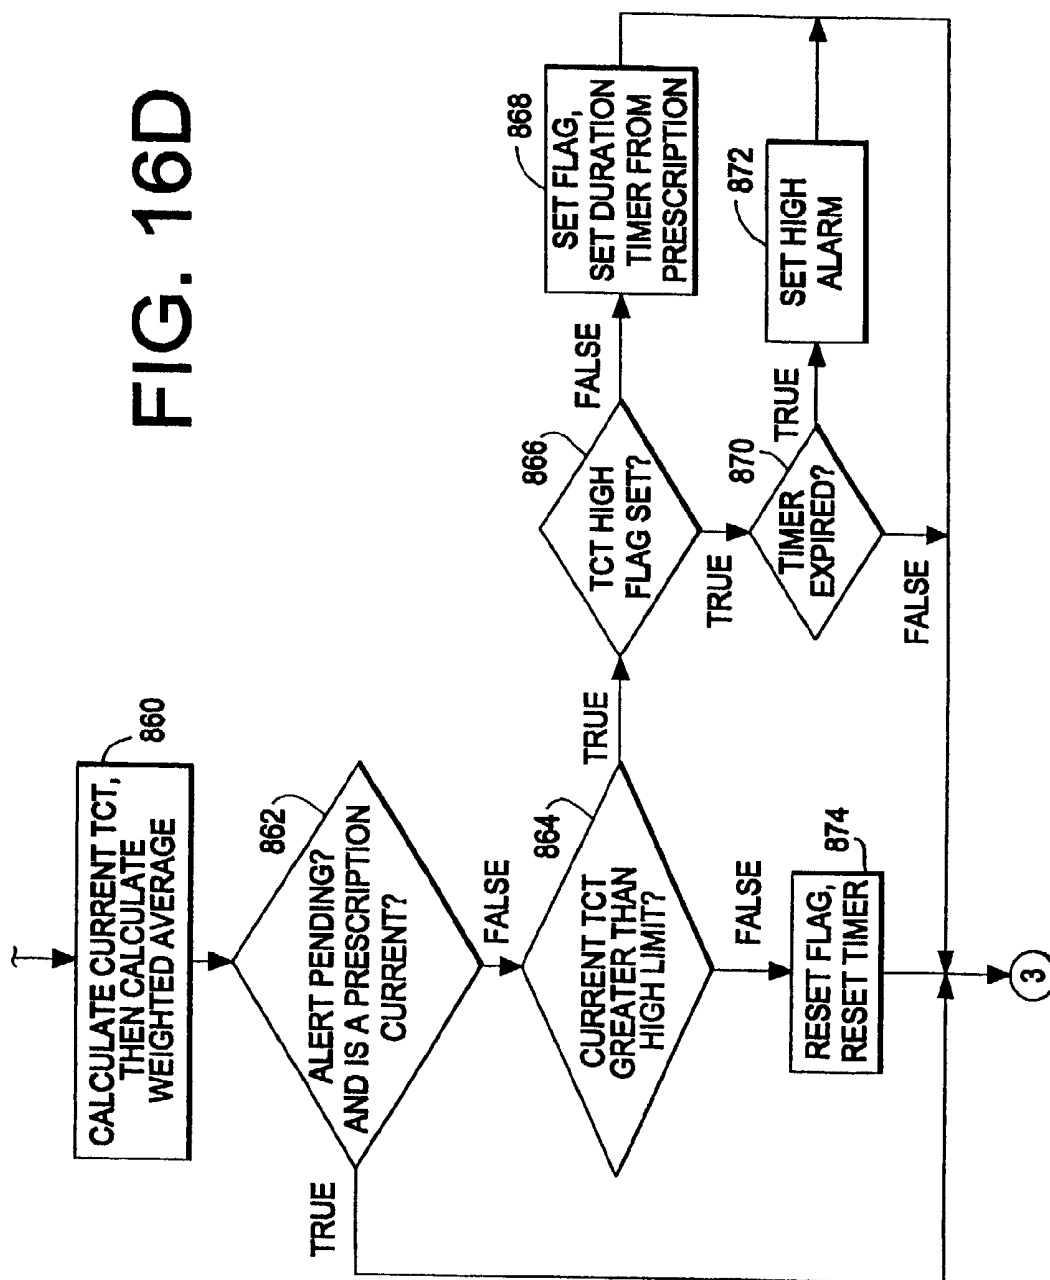 FIG. 16D
860
CALCULATE CURRENT TCT,
THEN CALCULATE
WEIGHTED AVERAGE
862
ALERT PENDING?
AND IS A PRESCRIPTION
CURRENT?
TRUE
FALSE
864
CURRENT TCT
GREATER THAN
HIGH LIMIT?
TRUE
FALSE
866
TCT HIGH
FLAG SET?
FALSE
TRUE
868
SET FLAG,
SET DURATION
TIMER FROM
PRESCRIPTION
870
TIMER
EXPIRED?
TRUE
FALSE
872
SET HIGH
ALARM
874
RESET FLAG,
RESET TIMER
3